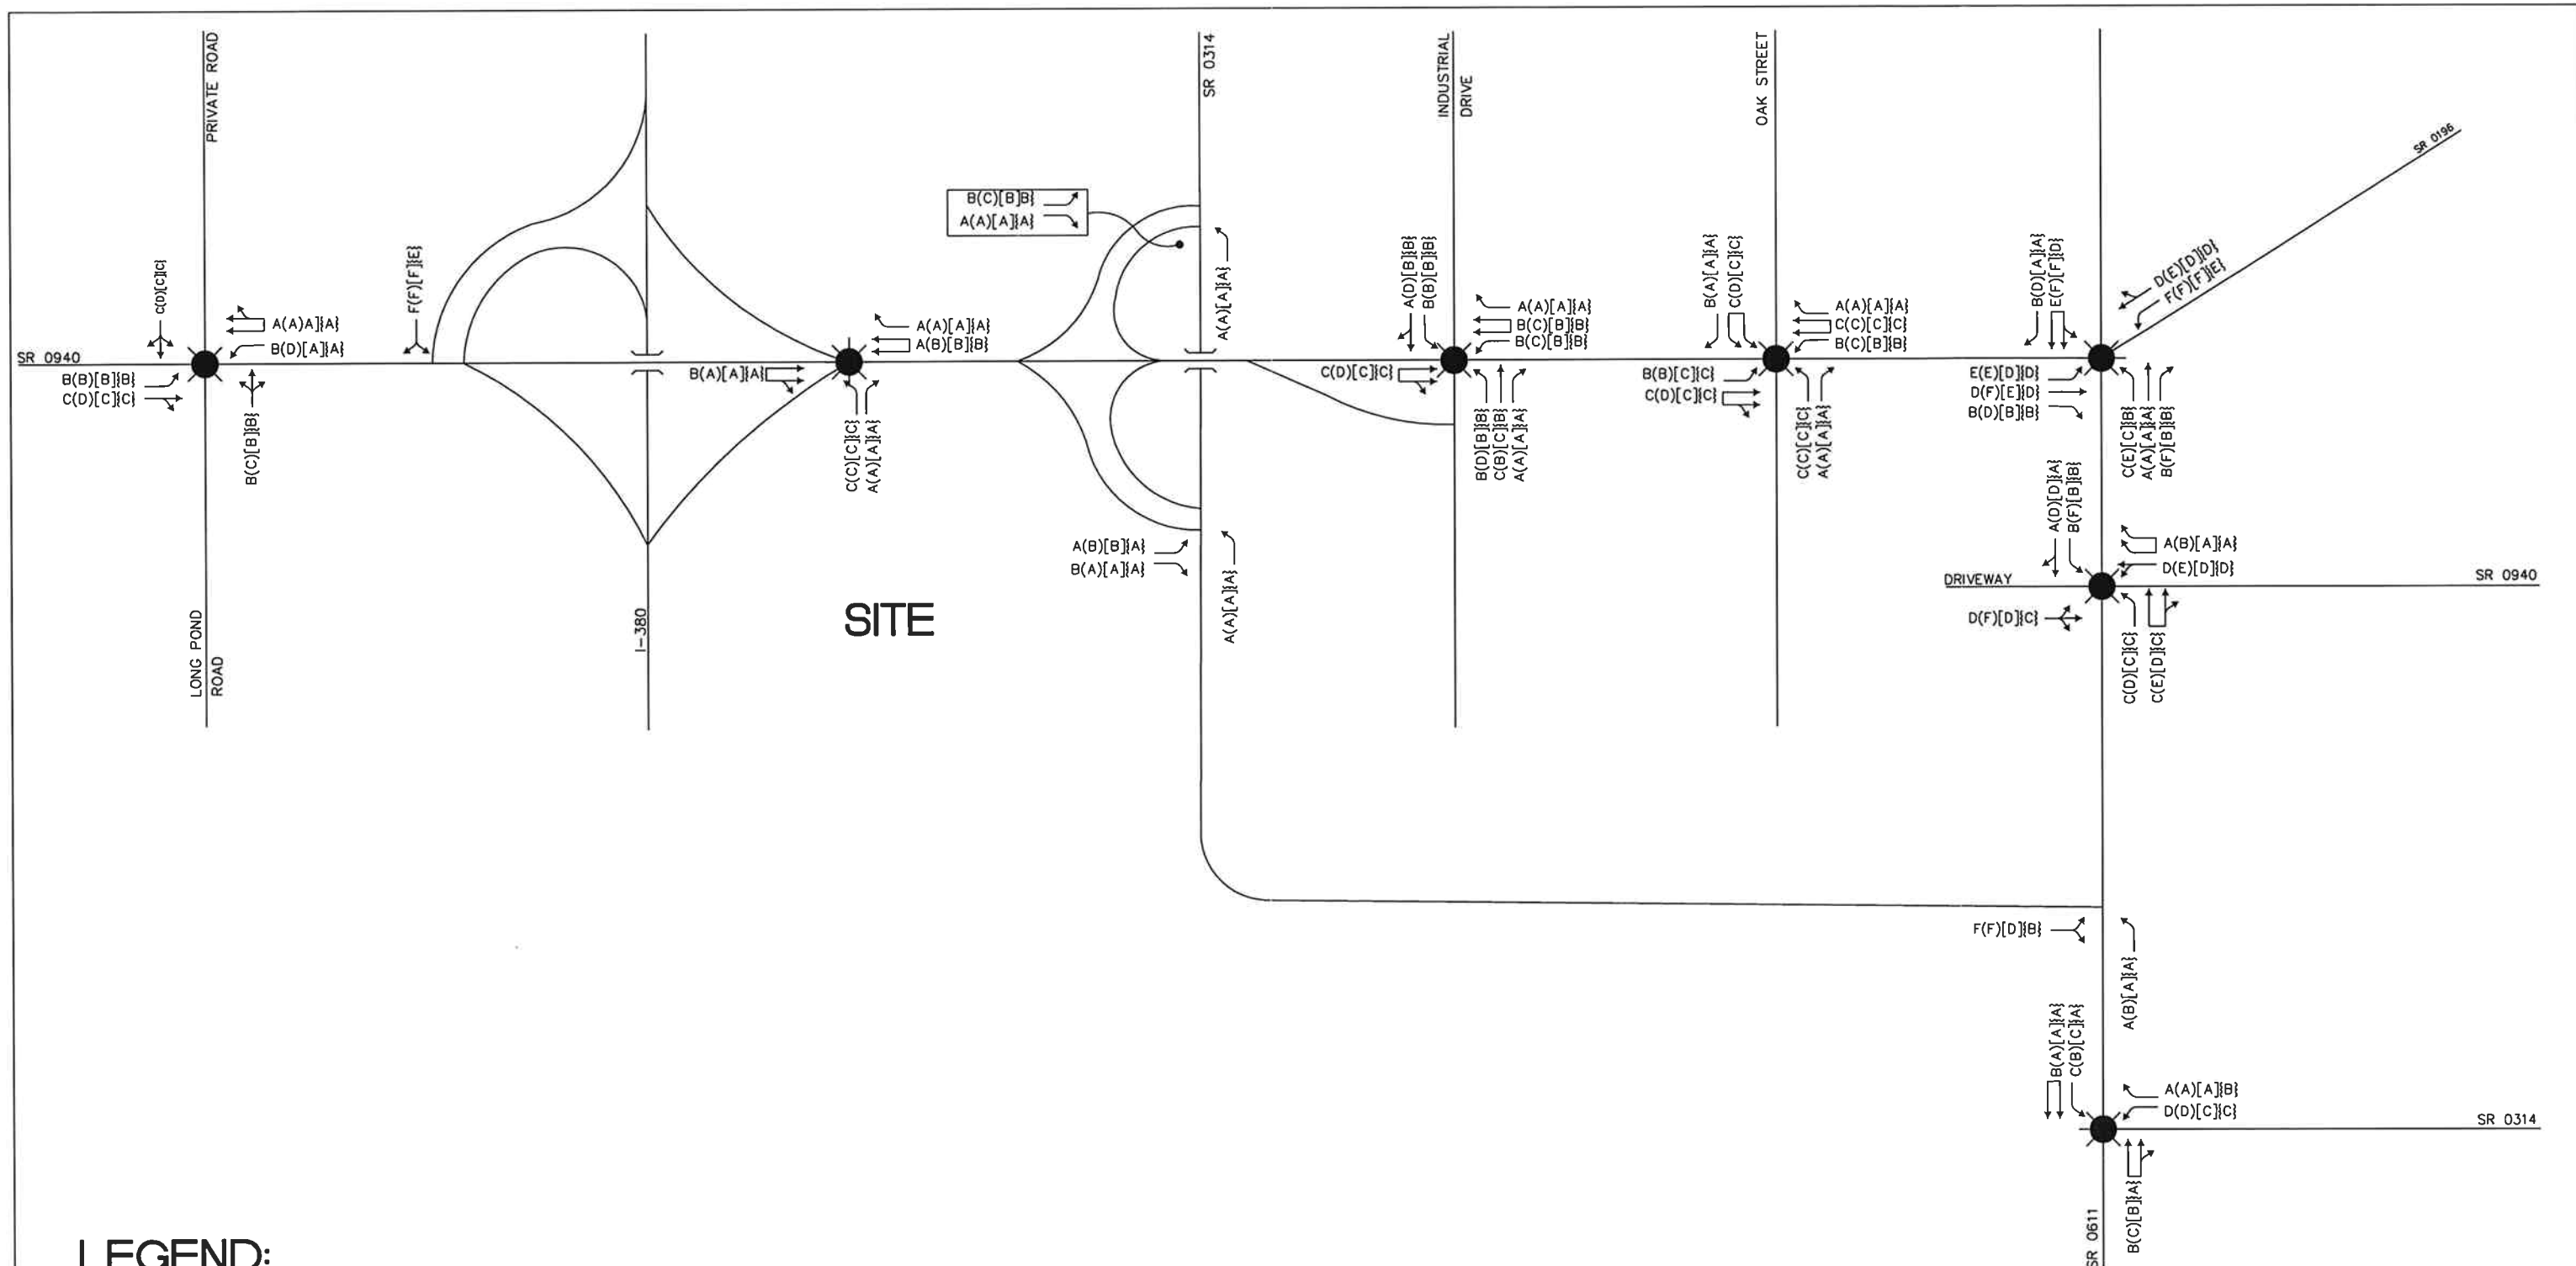 PRIVATE ROAD
SR 0314
INDUSTRIAL
DRIVE
OAK STREET
SR 0196
B(C)[B]B}
A(A)[A]{A}
C(D)[C]{C}
F(F)[F]{E}
A(A)[A]{A}
A(D)[B]{B}
B(B)[B]{B}
B(A)[A]{A}
C(D)[C]{C}
B(D)[A]{A}
E(F)[F]{D}
D(E)[D]{D}
F(F)[F]{E}
A(A)A]{A}
B(D)[A]{A}
SR 0940
B(B)[B]{B}
C(D)[C]{C}
B(C)[B]{B}
A(A)[A]{A}
A(B)[B]{B}
B(A)[A]{A}
C(C)[C]{C}
A(A)[A]{A}
A(A)[A]{A}
B(C)[B]{B}
B(C)[B]{B}
C(D)[C]{C}
B(D)[B]{B}
C(B)[C]{B}
A(A)[A]{A}
A(A)[A]{A}
C(C)[C]{C}
B(C)[B]{B}
B(B)[C]{C}
C(D)[C]{C}
C(C)[C]{C}
A(A)[A]{A}
E(E)[D]{D}
D(F)[E]{D}
B(D)[B]{B}
C(E)[C]{B}
A(A)[A]{A}
B(F)[B]{B}
A(D)[D]{A}
B(F)[B]{B}
A(B)[B]{A}
B(A)[A]{A}
A(A)[A]{A}
A(B)[A]{A}
D(E)[D]{D}
DRIVEWAY
SR 0940
D(F)[D]{C}
C(D)[C]{C}
C(E)[D]{C}
LONG POND
ROAD
I-380
SITE
F(F)[D]{B}
A(B)[A]{A}
B(A)[A]{A}
C(B)[C]{A}
A(A)[A]{B}
D(D)[C]{C}
SR 0314
B(C)[B]{A}
SR 0611
LEGEND: